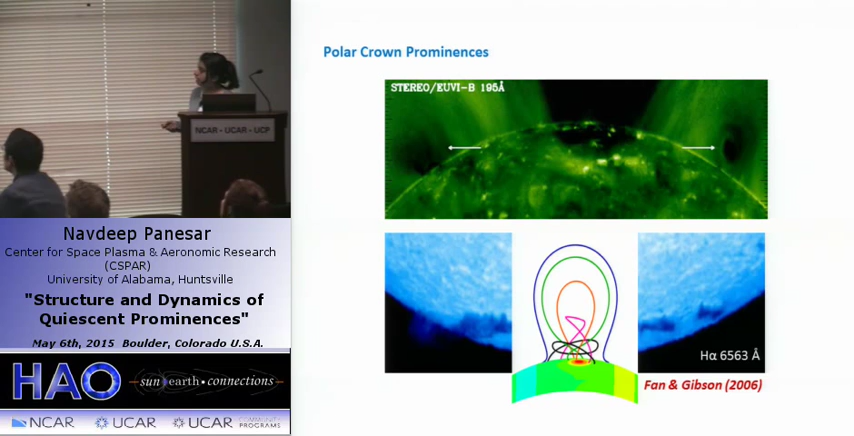 NCAR • UCAR • UCP
Navdeep Panesar
Center for Space Plasma & Aeronomic Research
(CSPAR)
University of Alabama, Huntsville
"Structure and Dynamics of
Quiescent Prominences"
May 6th, 2015 Boulder, Colorado U.S.A.
HAO
sun earth • connections
NCAR
UCAR
UCAR
COMMUNITY
PROGRAMS
Polar Crown Prominences
STEREO/EUVI-B 195Å
Hα 6563 Å
Fan & Gibson (2006)